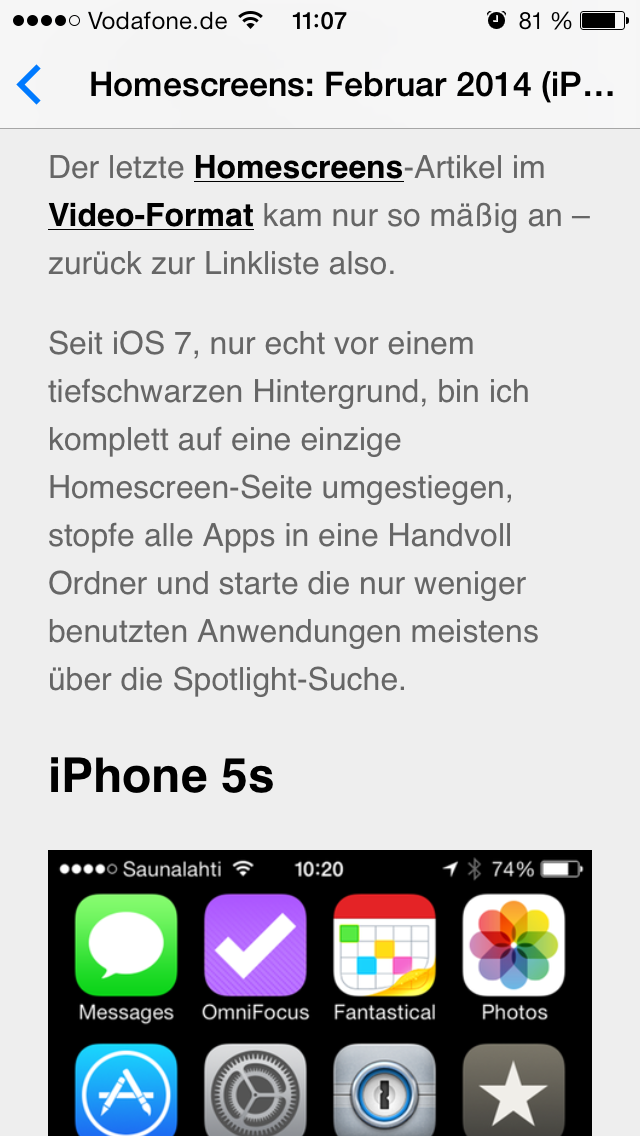 Vodafone.de 11:07 81 %
Homescreens: Februar 2014 (iP...
Der letzte Homescreens-Artikel im
Video-Format kam nur so mäßig an –
zurück zur Linkliste also.
Seit iOS 7, nur echt vor einem
tiefschwarzen Hintergrund, bin ich
komplett auf eine einzige
Homescreen-Seite umgestiegen,
stopfe alle Apps in eine Handvoll
Ordner und starte die nur weniger
benutzten Anwendungen meistens
über die Spotlight-Suche.
iPhone 5s
Saunalahti 10:20 74%
Messages OmniFocus Fantastical Photos